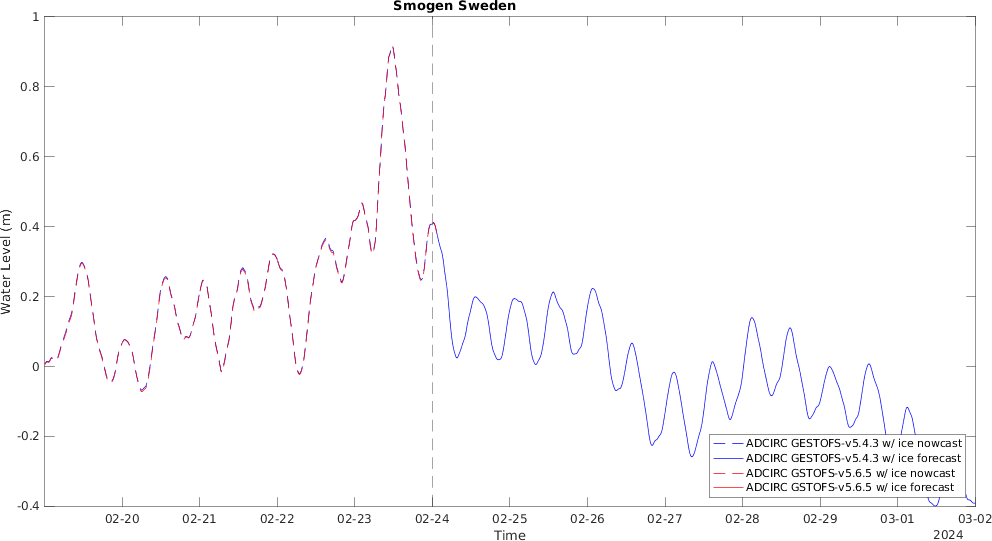 Smogen Sweden
1
0.8
0.6
0.4
0.2
0
-0.2
-0.4
Water Level (m)
ADCIRC GESTOFS-v5.4.3 w/ ice nowcast
ADCIRC GESTOFS-v5.4.3 w/ ice forecast
ADCIRC GSTOFS-v5.6.5 w/ ice nowcast
ADCIRC GSTOFS-v5.6.5 w/ ice forecast
02-20 02-21 02-22 02-23 02-24 02-25 02-26 02-27 02-28 02-29 03-01 03-02
Time
2024